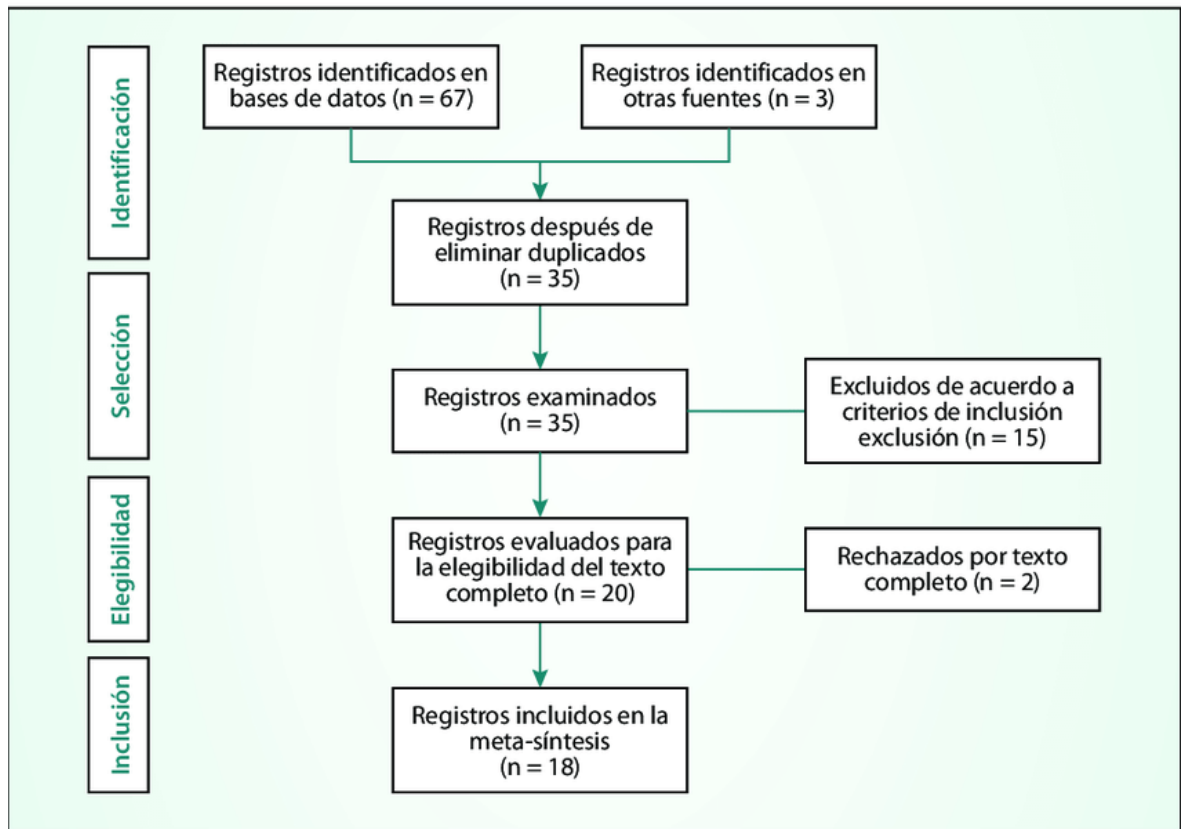 Identificación
Registros identificados en
bases de datos (n = 67)
Registros identificados en
otras fuentes (n = 3)
Registros después de
eliminar duplicados
(n = 35)
Selección
Registros examinados
(n = 35)
Excluidos de acuerdo a
criterios de inclusión
exclusión (n = 15)
Elegibilidad
Registros evaluados para
la elegibilidad del texto
completo (n = 20)
Rechazados por texto
completo (n = 2)
Inclusión
Registros incluidos en la
meta-síntesis
(n = 18)